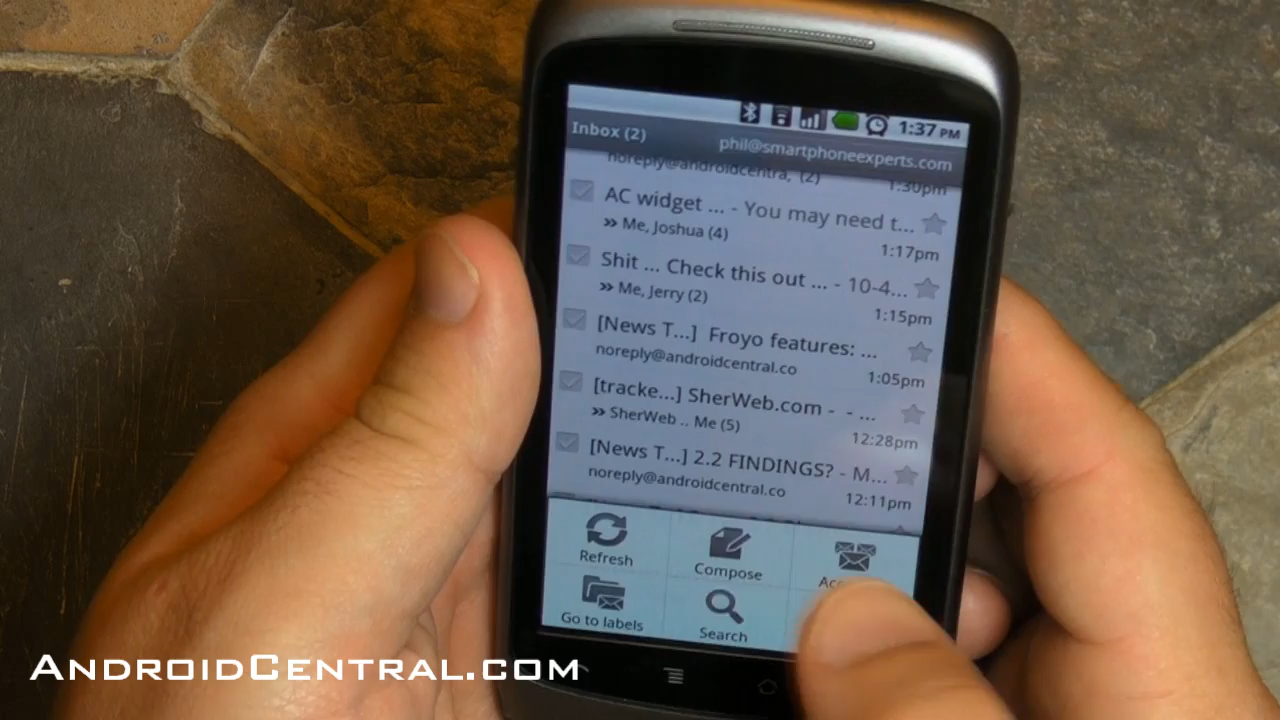 1:37 PM
Inbox (2)
phil@smartphoneexperts.com
noreply@androidcentra, (2)
1:30pm
AC widget ... - You may need t...
» Me, Joshua (4)
1:17pm
Shit ... Check this out ... - 10-4...
» Me, Jerry (2)
1:15pm
[News T...] Froyo features: ...
noreply@androidcentral.co
1:05pm
[tracke...] SherWeb.com - - ...
» SherWeb .. Me (5)
12:28pm
[News T...] 2.2 FINDINGS? - M...
noreply@androidcentral.co
12:11pm
Refresh
Compose
Go to labels
Search
ANDROIDCENTRAL.COM